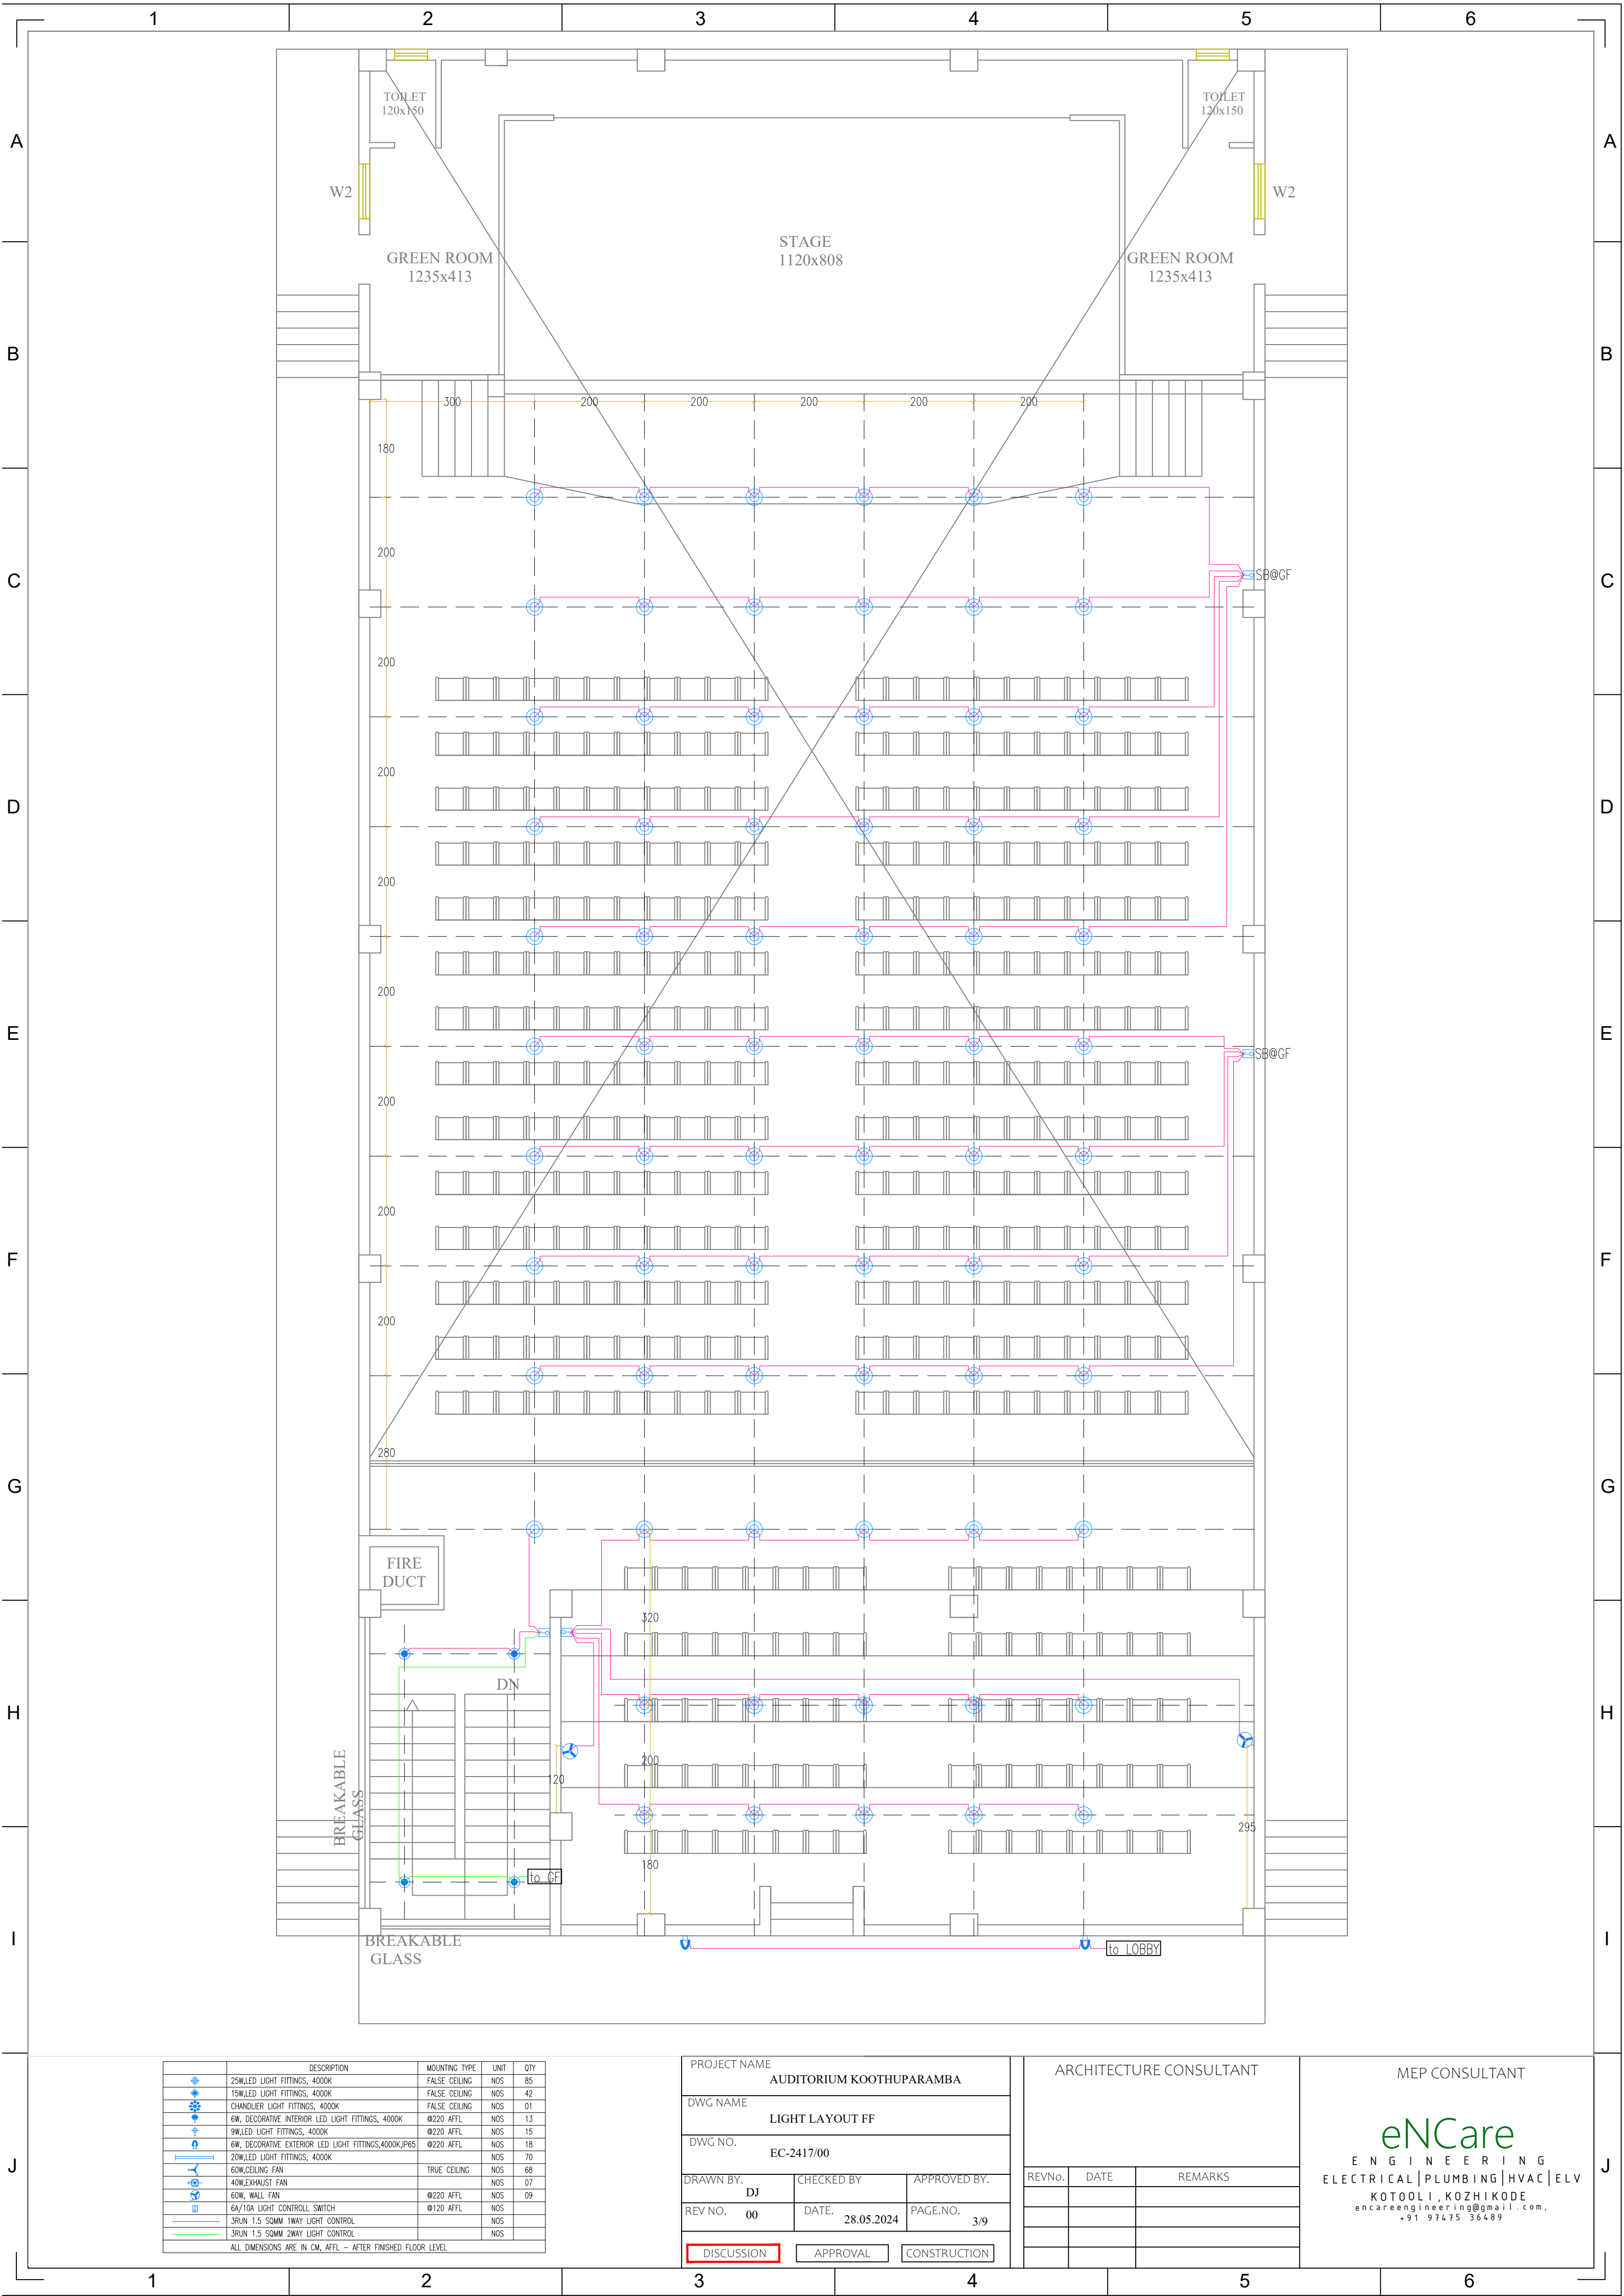 1 2 3 4 5 6
A A
TOILET
120x150
TOILET
120x150
W2
W2
STAGE
1120x808
GREEN ROOM
1235x413
GREEN ROOM
1235x413
B B
300 200 200 200 200 200
180
C C
200
SB@GF
200
D D
200
200
E E
200
SB@GF
200
F F
200
200
280
G G
FIRE
DUCT
320
DN
H H
200
120
BREAKABLE
GLASS
295
180
to GF
I I
BREAKABLE
GLASS
to LOBBY
J J
DESCRIPTION MOUNTING TYPE UNIT QTY
25W,LED LIGHT FITTINGS, 4000K FALSE CEILING NOS 85
15W,LED LIGHT FITTINGS, 4000K FALSE CEILING NOS 42
CHANDLIER LIGHT FITTINGS, 4000K FALSE CEILING NOS 01
6W, DECORATIVE INTERIOR LED LIGHT FITTINGS, 4000K @220 AFFL NOS 13
9W,LED LIGHT FITTINGS, 4000K @220 AFFL NOS 15
6W, DECORATIVE EXTERIOR LED LIGHT FITTINGS,4000K,IP65 @220 AFFL NOS 18
20W,LED LIGHT FITTINGS, 4000K NOS 70
60W,CEILING FAN TRUE CEILING NOS 68
40W,EXHAUST FAN NOS 07
60W, WALL FAN @220 AFFL NOS 09
6A/10A LIGHT CONTROLL SWITCH @120 AFFL NOS
3RUN 1.5 SQMM 1WAY LIGHT CONTROL NOS
3RUN 1.5 SQMM 2WAY LIGHT CONTROL NOS
ALL DIMENSIONS ARE IN CM, AFFL - AFTER FINISHED FLOOR LEVEL
PROJECT NAME
AUDITORIUM KOOTHUPARAMBA
DWG NAME
LIGHT LAYOUT FF
DWG NO.
EC-2417/00
DRAWN BY. CHECKED BY APPROVED BY.
DJ
REV NO. 00 DATE. 28.05.2024 PAGE.NO. 3/9
DISCUSSION APPROVAL CONSTRUCTION
ARCHITECTURE CONSULTANT
REVNo. DATE REMARKS
MEP CONSULTANT
eNCare
ENGINEERING
ELECTRICAL|PLUMBING|HVAC|ELV
KOTOOLI,KOZHIKODE
encareengineering@gmail.com,
+91 97475 36489
1 2 3 4 5 6